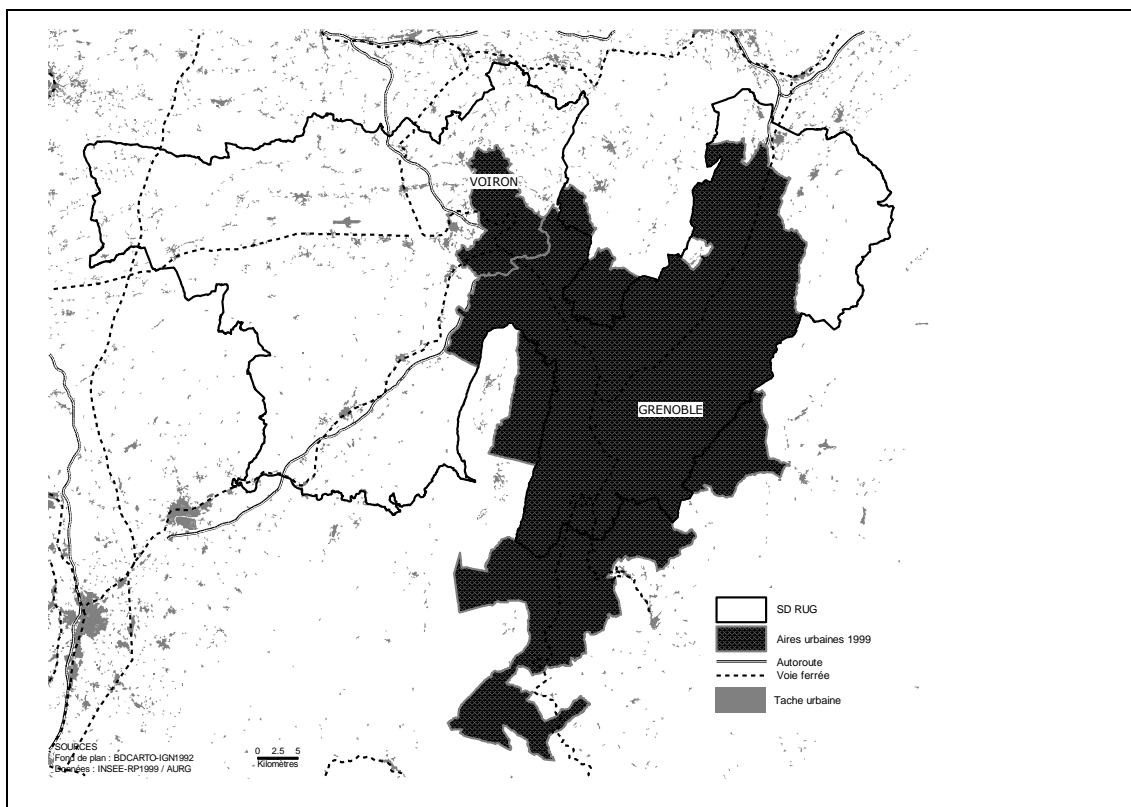 VOIRON
GRENOBLE
SD RUG
Aires urbaines 1999
Autoroute
Voie ferrée
Tache urbaine
SOURCES
Fond de plan : BDCARTO-IGN1992
Données : INSEE-RP1999 / AURG
0 2.5 5
Kilomètres